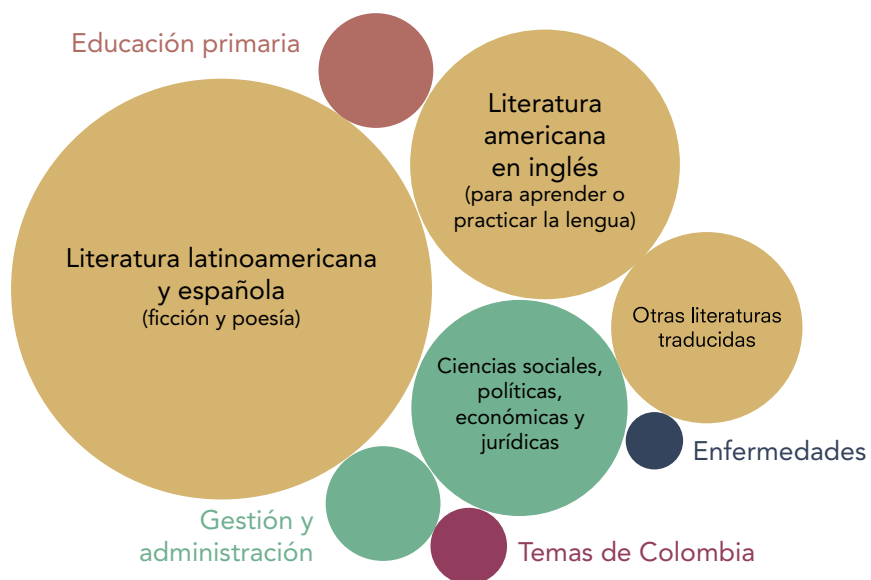 Educación primaria
Literatura
americana
en inglés
(para aprender o
practicar la lengua)
Literatura latinoamericana
y española
(ficción y poesía)
Otras literaturas
traducidas
Ciencias sociales,
políticas,
económicas y
jurídicas
Enfermedades
Gestión y
administración
Temas de Colombia